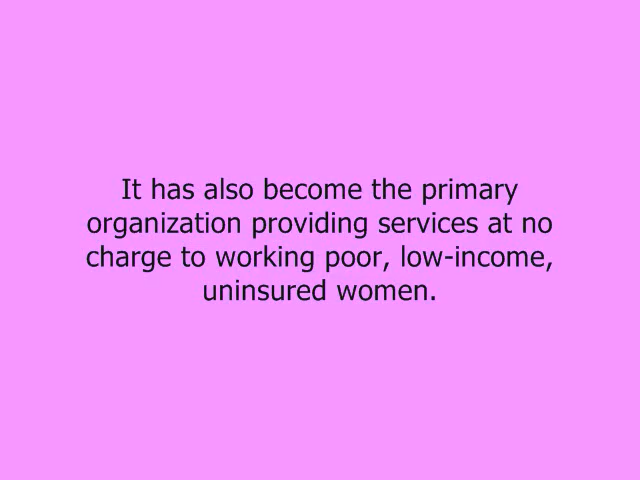 It has also become the primary
organization providing services at no
charge to working poor, low-income,
uninsured women.